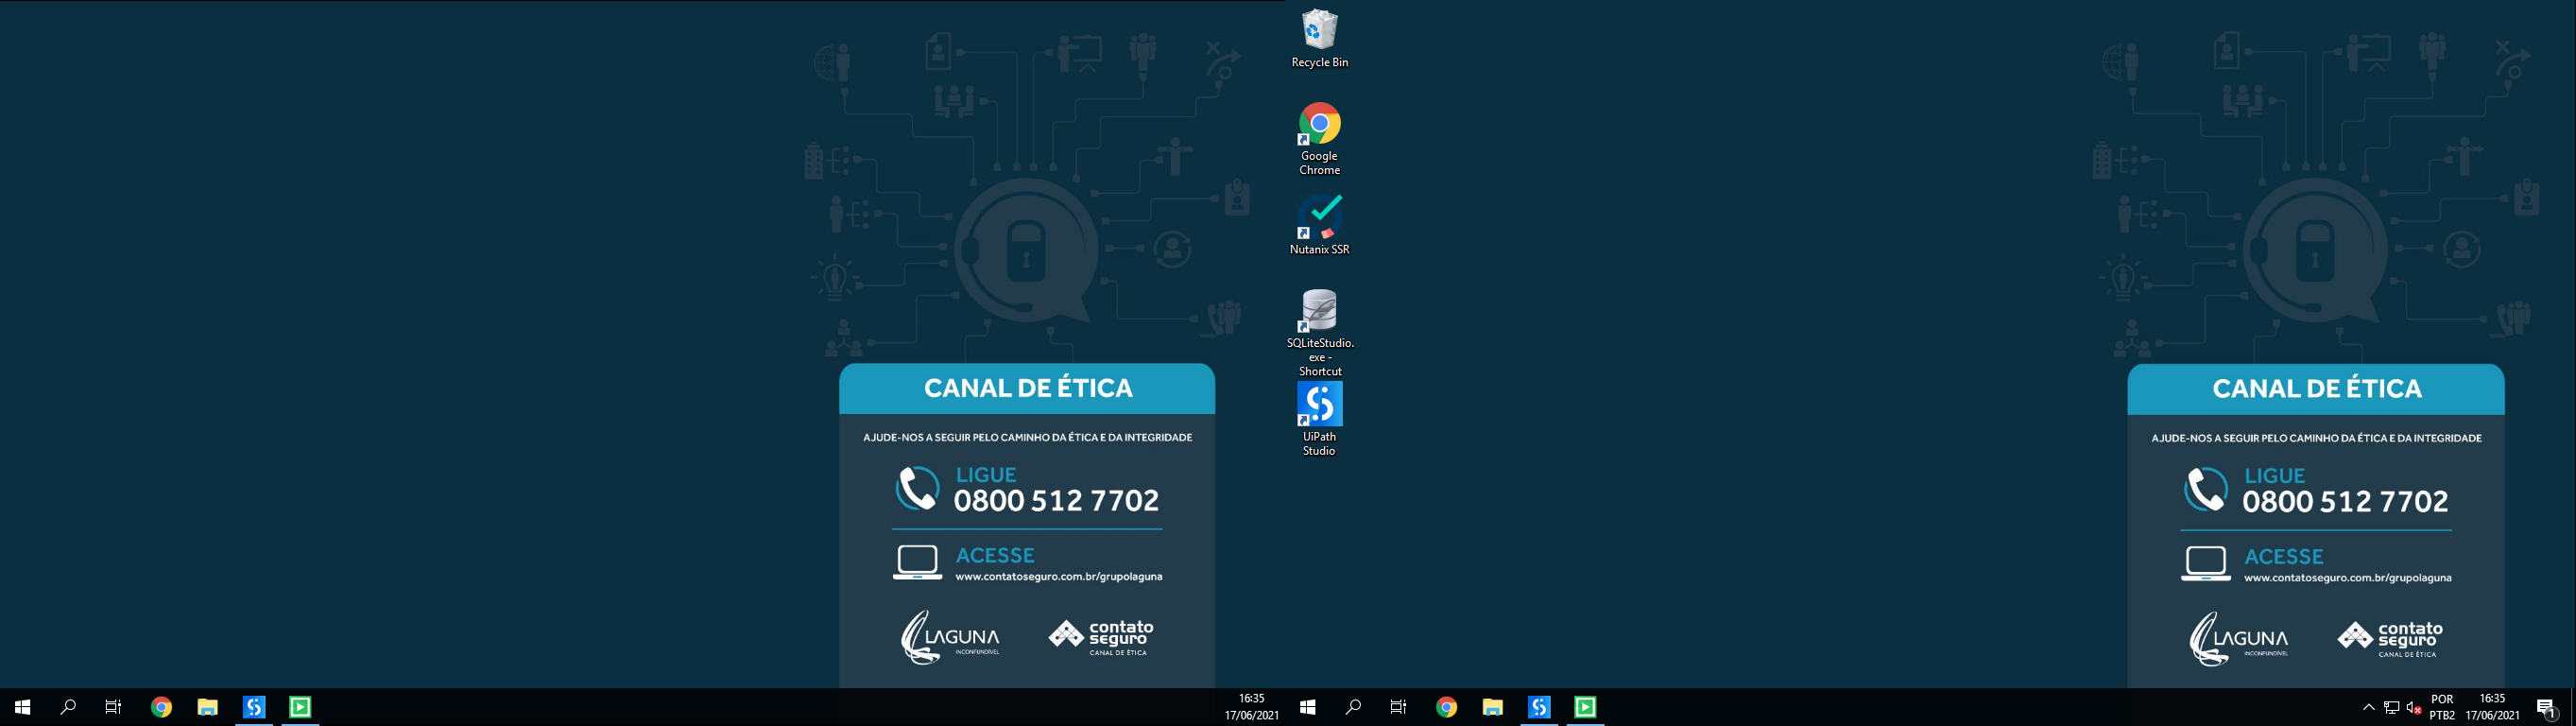 CANAL DE ÉTICA
AJUDE-NOS A SEGUIR PELO CAMINHO DA ÉTICA E DA INTEGRIDADE
LIGUE
0800 512 7702
ACESSE
www.contatoseguro.com.br/grupolaguna
LAGUNA
INCONFUNDÍVEL
contato
seguro
CANAL DE ÉTICA
16:35
17/06/2021
Recycle Bin
Google
Chrome
Nutanix SSR
SQLiteStudio.
exe -
Shortcut
UiPath
Studio
CANAL DE ÉTICA
AJUDE-NOS A SEGUIR PELO CAMINHO DA ÉTICA E DA INTEGRIDADE
LIGUE
0800 512 7702
ACESSE
www.contatoseguro.com.br/grupolaguna
LAGUNA
INCONFUNDÍVEL
contato
seguro
CANAL DE ÉTICA
POR
PTB2
16:35
17/06/2021
1